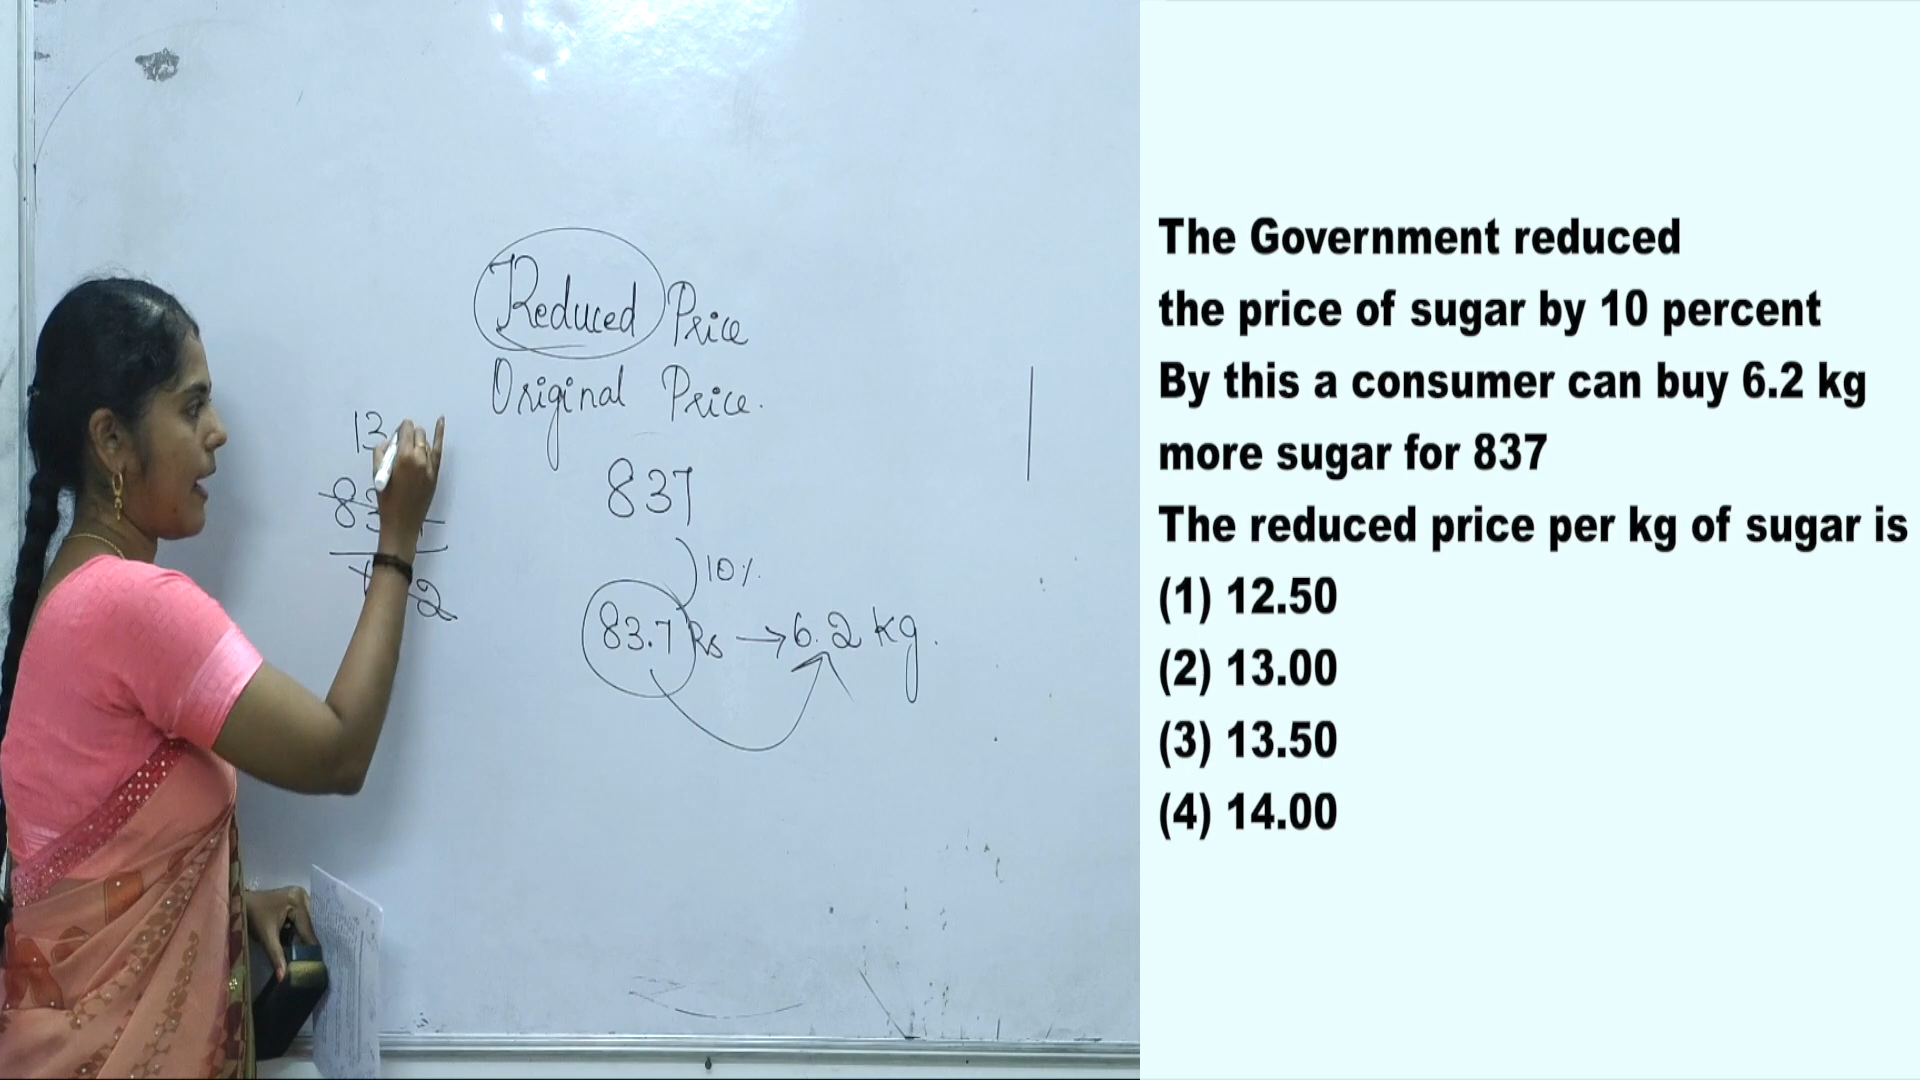 Reduced Price
Original Price.
13
837
10%.
83.7 Rs → 6.2 kg.
The Government reduced
the price of sugar by 10 percent
By this a consumer can buy 6.2 kg
more sugar for 837
The reduced price per kg of sugar is
(1) 12.50
(2) 13.00
(3) 13.50
(4) 14.00